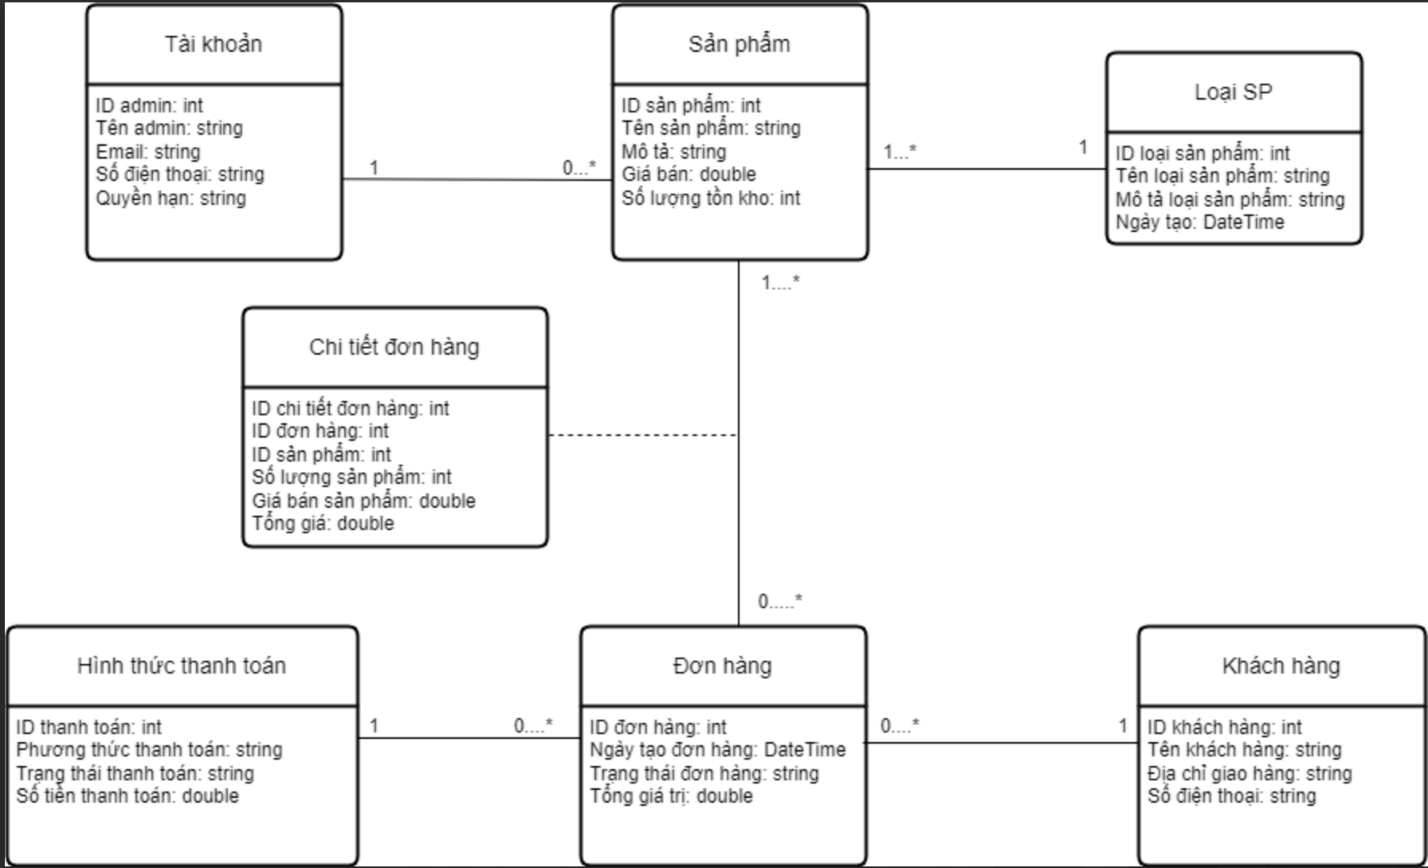 Tài khoản
ID admin: int
Tên admin: string
Email: string
Số điện thoại: string
Quyền hạn: string
1
0...*
Sản phẩm
ID sản phẩm: int
Tên sản phẩm: string
Mô tả: string
Giá bán: double
Số lượng tồn kho: int
1...*
1
Loại SP
ID loại sản phẩm: int
Tên loại sản phẩm: string
Mô tả loại sản phẩm: string
Ngày tạo: DateTime
1....*
Chi tiết đơn hàng
ID chi tiết đơn hàng: int
ID đơn hàng: int
ID sản phẩm: int
Số lượng sản phẩm: int
Giá bán sản phẩm: double
Tổng giá: double
0.....*
Hình thức thanh toán
ID thanh toán: int
Phương thức thanh toán: string
Trạng thái thanh toán: string
Số tiền thanh toán: double
1
0....*
Đơn hàng
ID đơn hàng: int
Ngày tạo đơn hàng: DateTime
Trạng thái đơn hàng: string
Tổng giá trị: double
0...*
1
Khách hàng
ID khách hàng: int
Tên khách hàng: string
Địa chỉ giao hàng: string
Số điện thoại: string